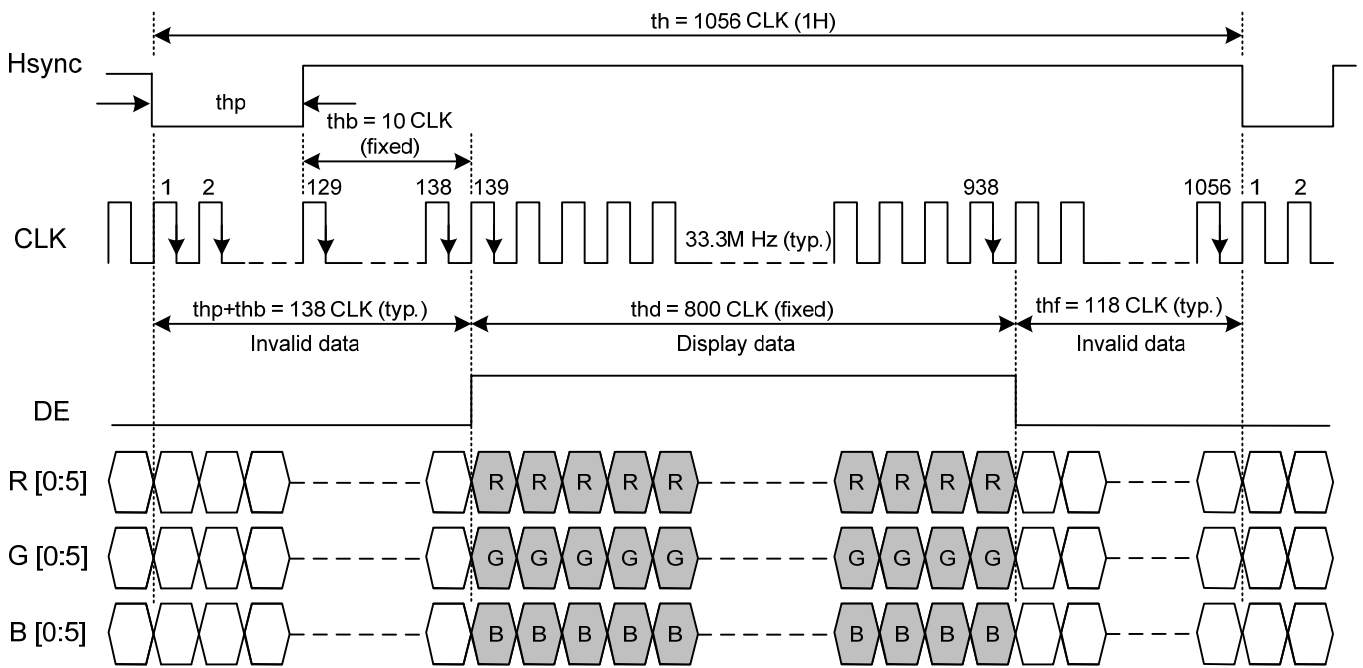 th = 1056 CLK (1H)
Hsync
thp
thb = 10 CLK
(fixed)
1 2 129 138 139 938 1056 1 2
CLK
33.3M Hz (typ.)
thp+thb = 138 CLK (typ.) thd = 800 CLK (fixed) thf = 118 CLK (typ.)
Invalid data Display data Invalid data
DE
R [0:5] R R R R R R R R R
G [0:5] G G G G G G G G G
B [0:5] B B B B B B B B B